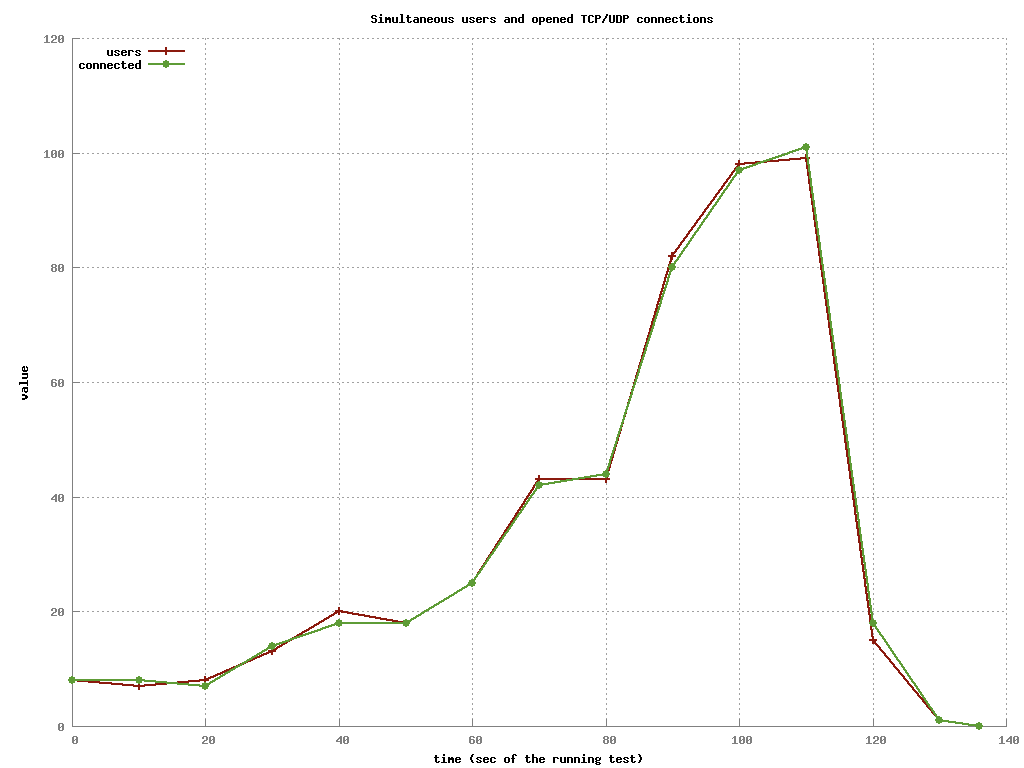 Simultaneous users and opened TCP/UDP connections
120
users
connected
100
80
60
value
40
20
0
0 20 40 60 80 100 120 140
time (sec of the running test)